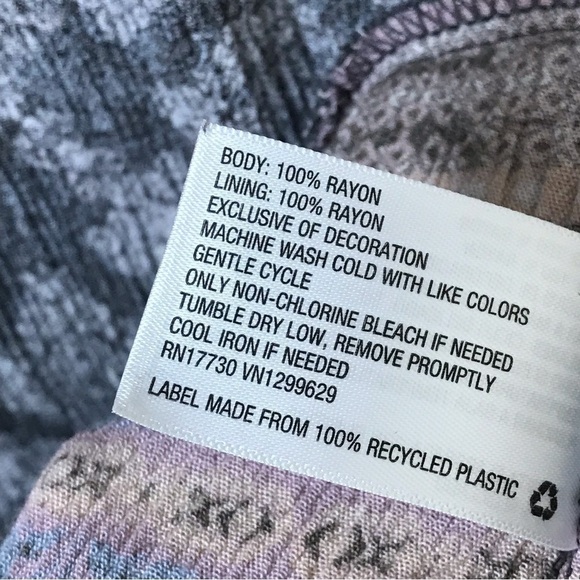 BODY: 100% RAYON
LINING: 100% RAYON
EXCLUSIVE OF DECORATION
MACHINE WASH COLD WITH LIKE COLORS
GENTLE CYCLE
ONLY NON-CHLORINE BLEACH IF NEEDED
TUMBLE DRY LOW, REMOVE PROMPTLY
COOL IRON IF NEEDED
RN17730 VN1299629
LABEL MADE FROM 100% RECYCLED PLASTIC